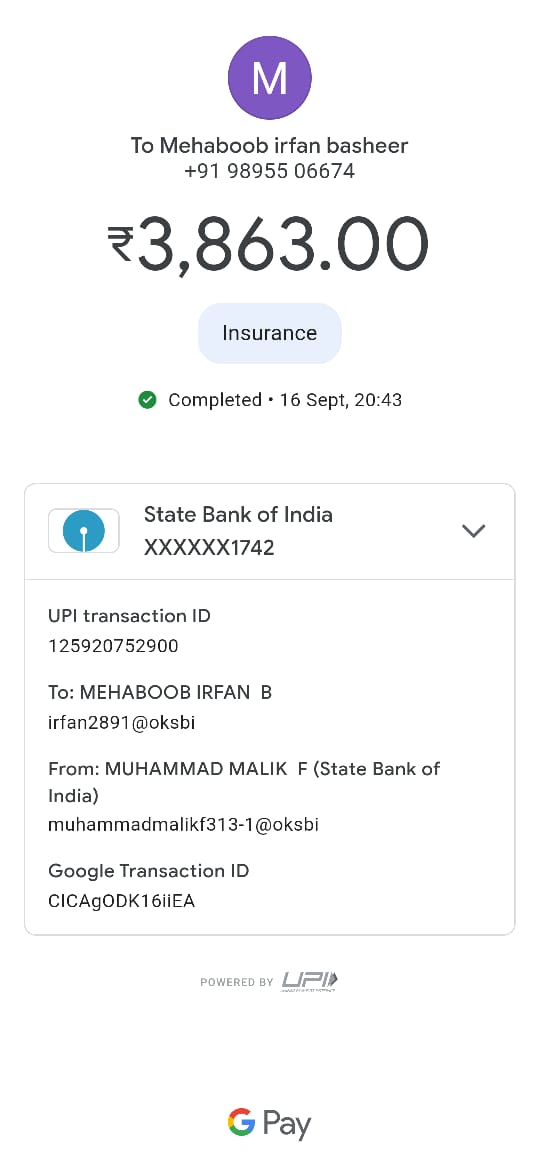 M
To Mehaboob irfan basheer
+91 98955 06674
₹3,863.00
Insurance
Completed • 16 Sept, 20:43
State Bank of India
XXXXXX1742
UPI transaction ID
125920752900
To: MEHABOOB IRFAN  B
irfan2891@oksbi
From: MUHAMMAD MALIK  F (State Bank of
India)
muhammadmalikf313-1@oksbi
Google Transaction ID
CICAgODK16iiEA
POWERED BY UPI
G Pay